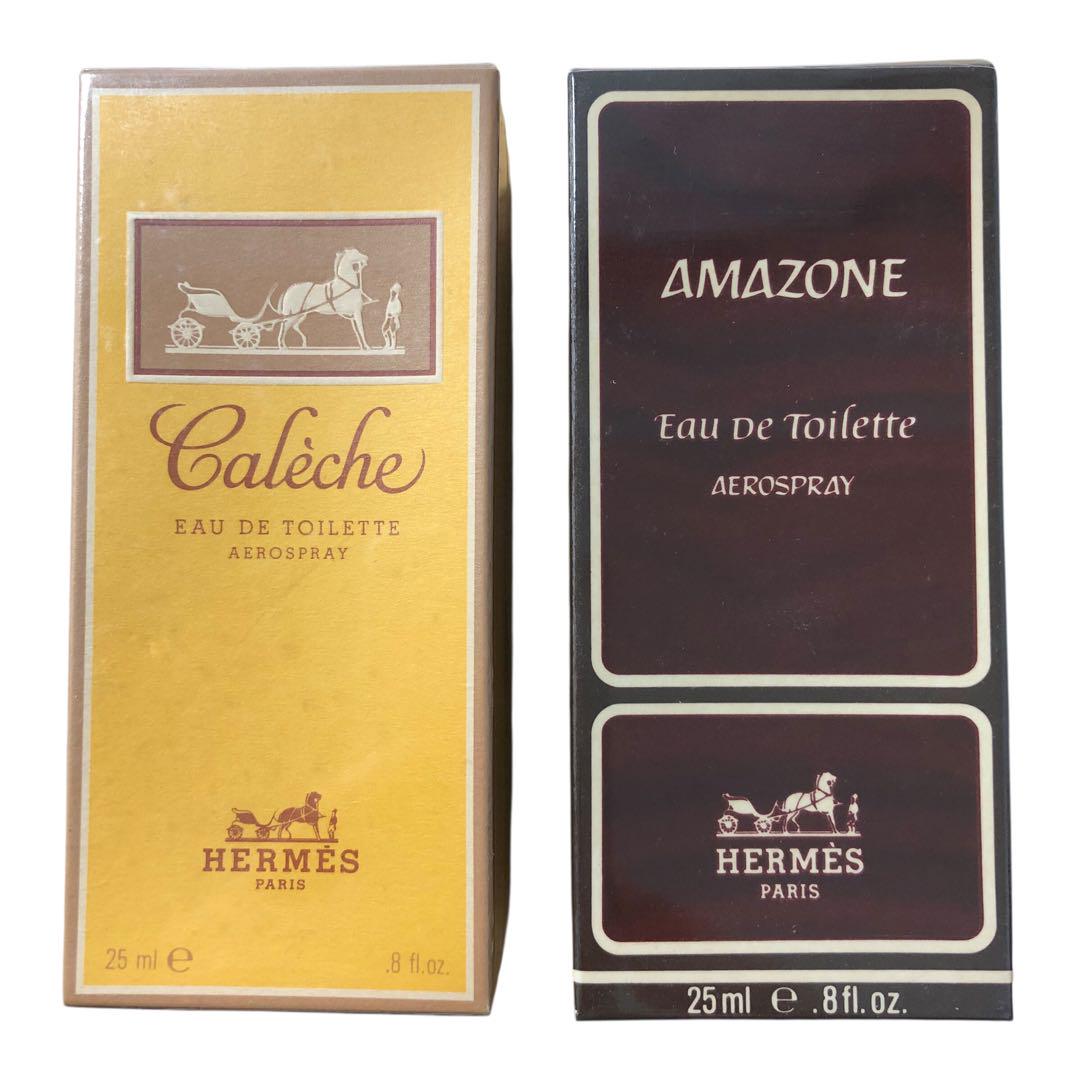 Calèche
EAU DE TOILETTE
AEROSPRAY
HERMÈS
PARIS
25 ml e .8 fl.oz.
AMAZONE
Eau de Toilette
AEROSPRAY
HERMÈS
PARIS
25ml e .8fl.oz.